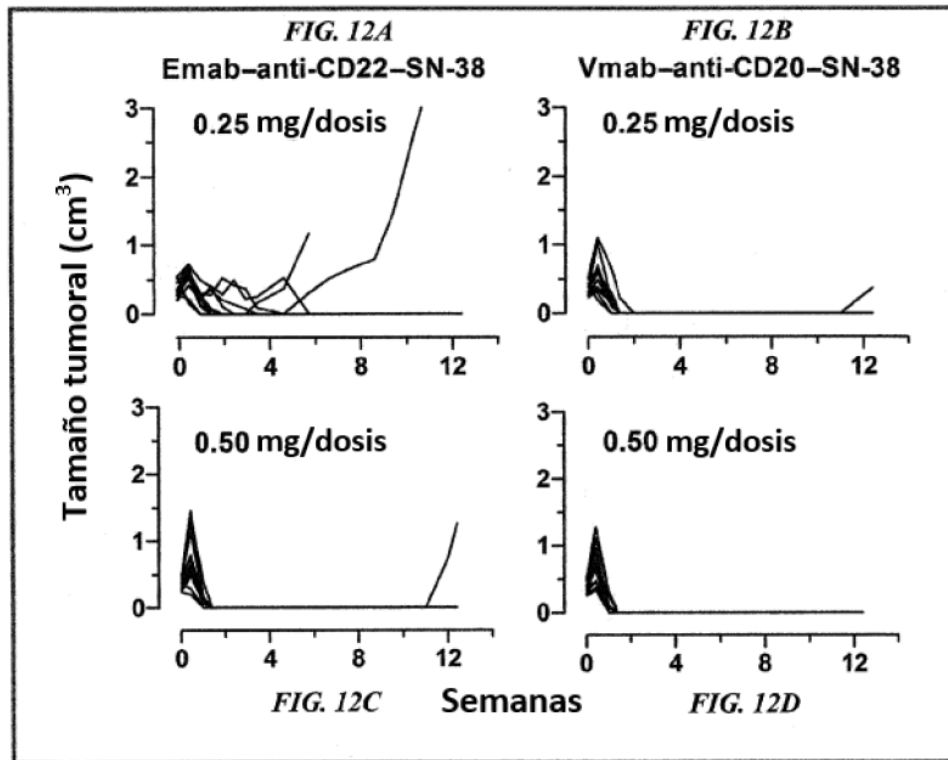 FIG. 12A FIG. 12B
Emab–anti-CD22–SN-38 Vmab–anti-CD20–SN-38
0.25 mg/dosis 0.25 mg/dosis
3 3
2 2
1 1
0 0
0 4 8 12 0 4 8 12
Tamaño tumoral (cm³)
0.50 mg/dosis 0.50 mg/dosis
3 3
2 2
1 1
0 0
0 4 8 12 0 4 8 12
FIG. 12C Semanas FIG. 12D